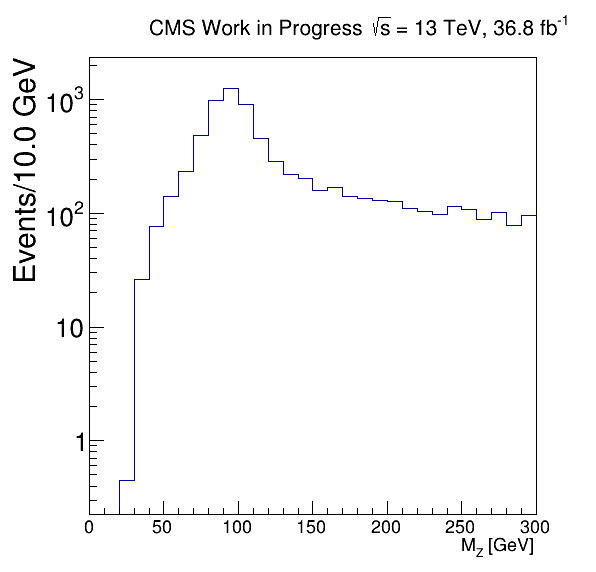 CMS Work in Progress √s = 13 TeV, 36.8 fb⁻¹
Events/10.0 GeV
10³
10²
10
1
0 50 100 150 200 250 300
M_Z [GeV]